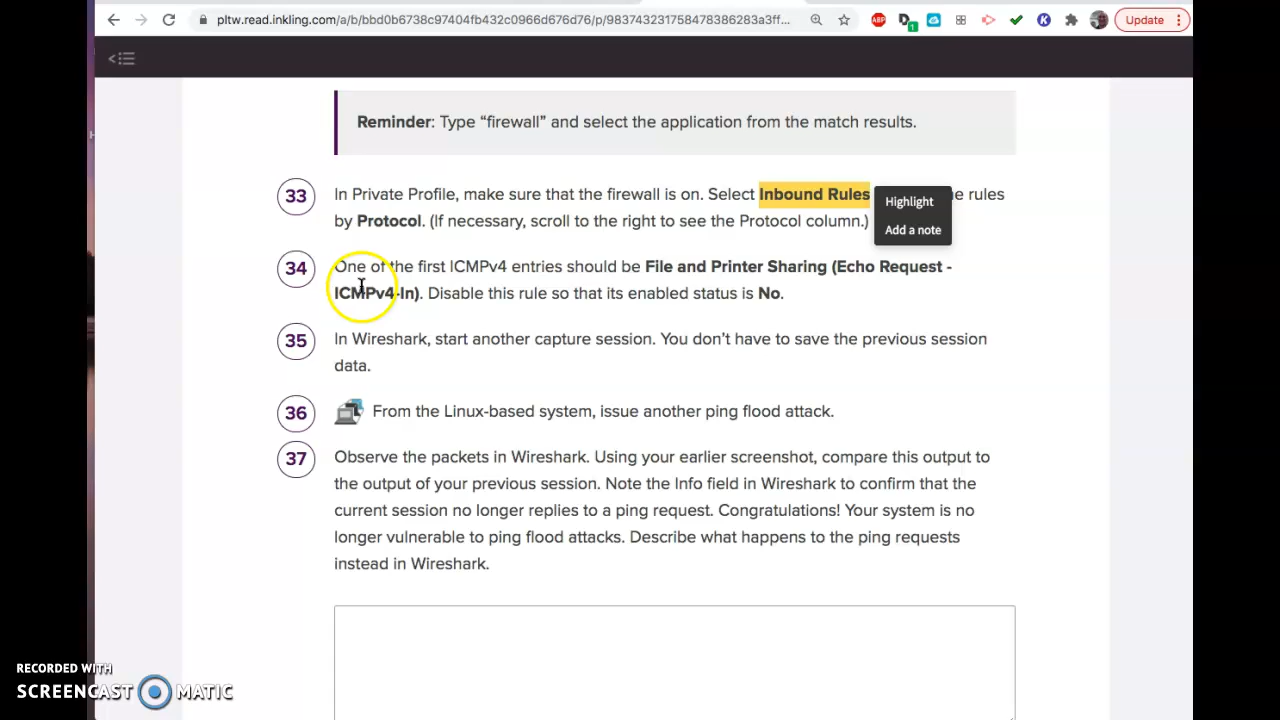 pltw.read.inkling.com/a/b/bbd0b6738c97404fb432c0966d676d76/p/983743231758478386283a3ff...
ABP
D
1
K
Update
Reminder: Type “firewall” and select the application from the match results.
33
In Private Profile, make sure that the firewall is on. Select Inbound Rules rules
Highlight
by Protocol. (If necessary, scroll to the right to see the Protocol column.)
Add a note
34
One of the first ICMPv4 entries should be File and Printer Sharing (Echo Request -
ICMPv4-In). Disable this rule so that its enabled status is No.
35
In Wireshark, start another capture session. You don’t have to save the previous session
data.
36
From the Linux-based system, issue another ping flood attack.
37
Observe the packets in Wireshark. Using your earlier screenshot, compare this output to
the output of your previous session. Note the Info field in Wireshark to confirm that the
current session no longer replies to a ping request. Congratulations! Your system is no
longer vulnerable to ping flood attacks. Describe what happens to the ping requests
instead in Wireshark.
RECORDED WITH
SCREENCAST MATIC